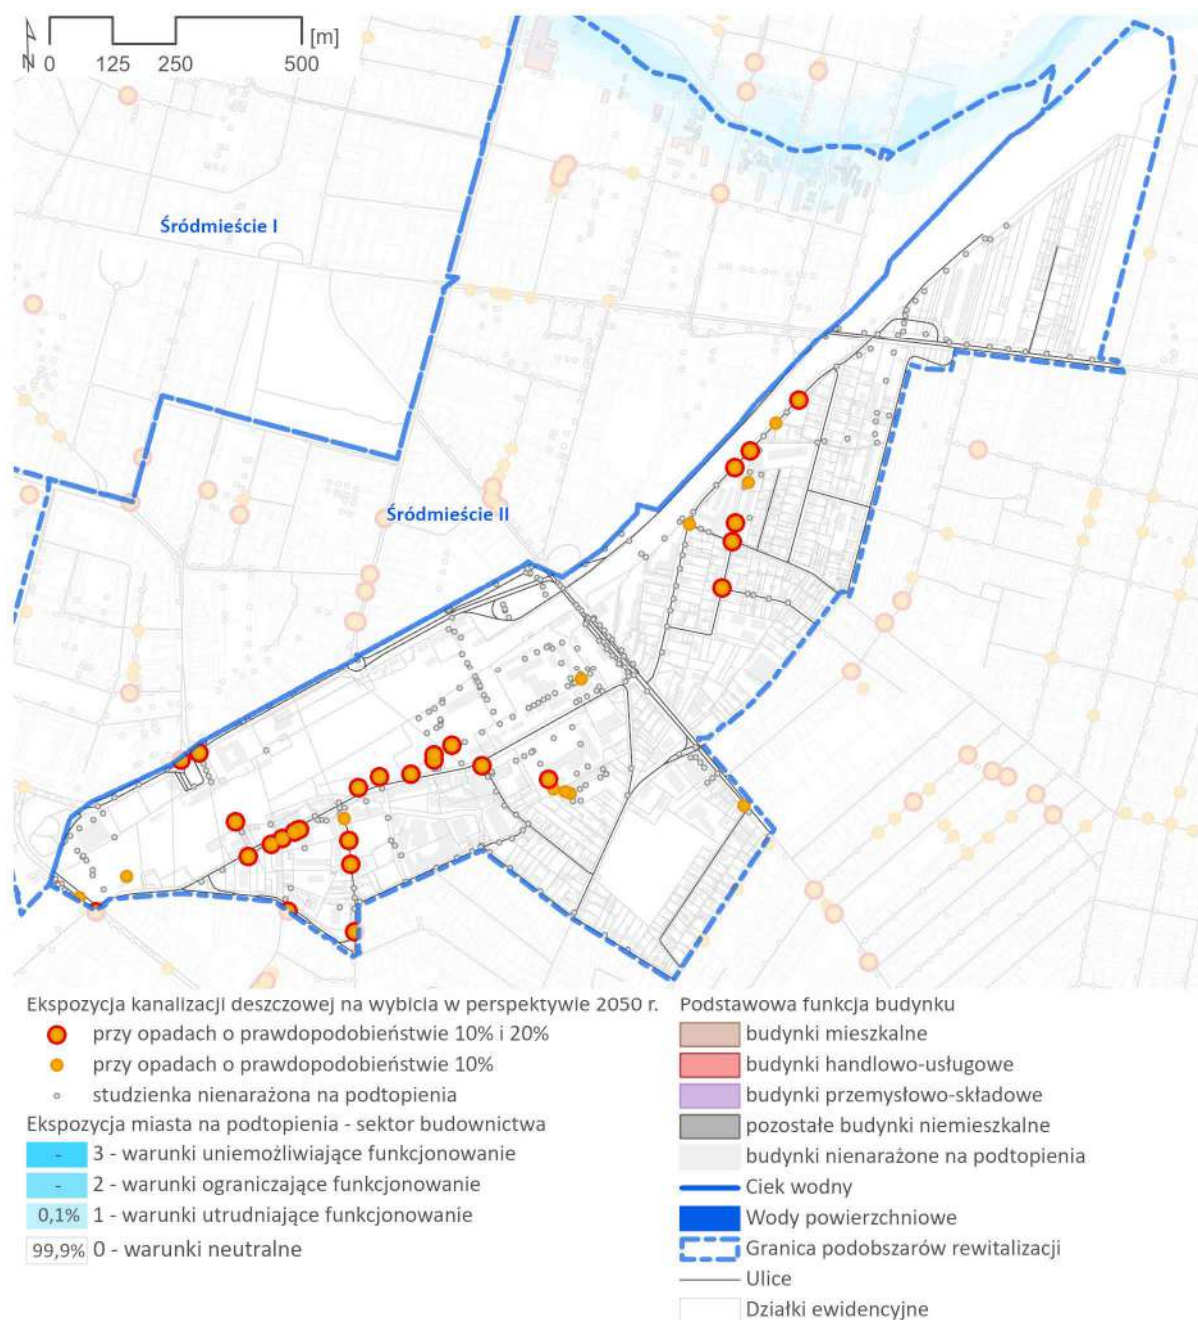 [m]
N 0 125 250 500
Śródmieście I
Śródmieście II
Ekspozycja kanalizacji deszczowej na wybicia w perspektywie 2050 r.
przy opadach o prawdopodobieństwie 10% i 20%
przy opadach o prawdopodobieństwie 10%
studzienka nienarażona na podtopienia
Ekspozycja miasta na podtopienia - sektor budownictwa
- 3 - warunki uniemożliwiające funkcjonowanie
- 2 - warunki ograniczające funkcjonowanie
0,1% 1 - warunki utrudniające funkcjonowanie
99,9% 0 - warunki neutralne
Podstawowa funkcja budynku
budynki mieszkalne
budynki handlowo-usługowe
budynki przemysłowo-składowe
pozostałe budynki niemieszkalne
budynki nienarażone na podtopienia
Ciek wodny
Wody powierzchniowe
Granica podobszarów rewitalizacji
Ulice
Działki ewidencyjne